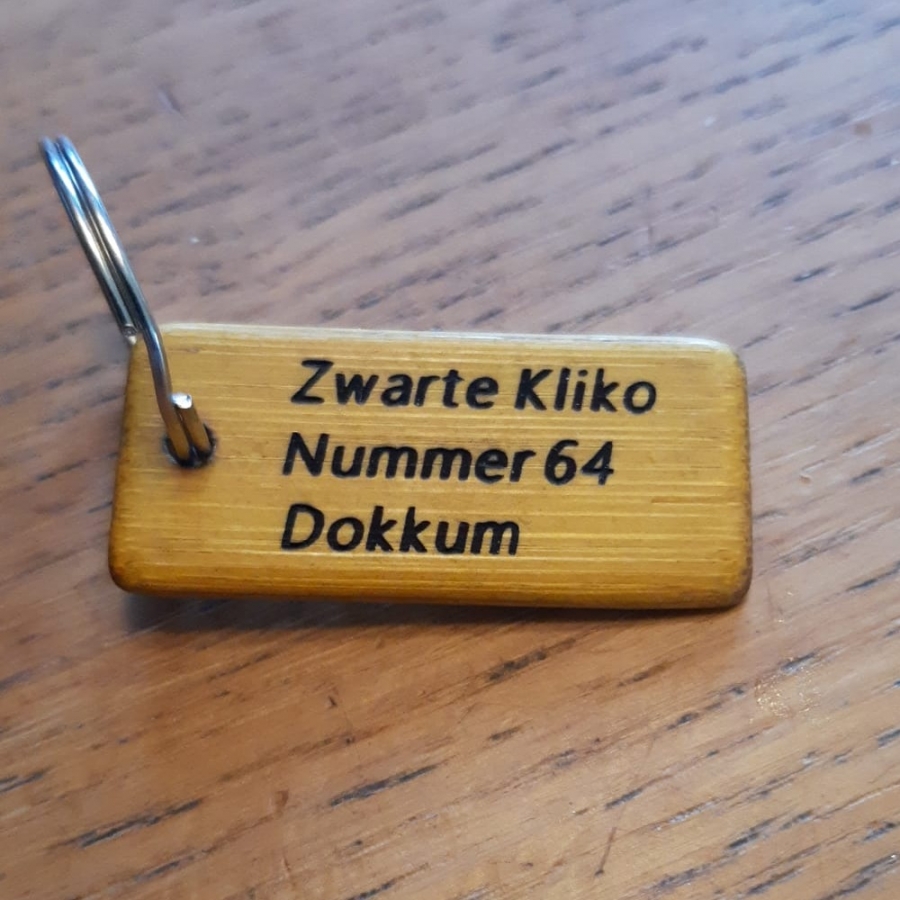 Zwarte Kliko
Nummer 64
Dokkum